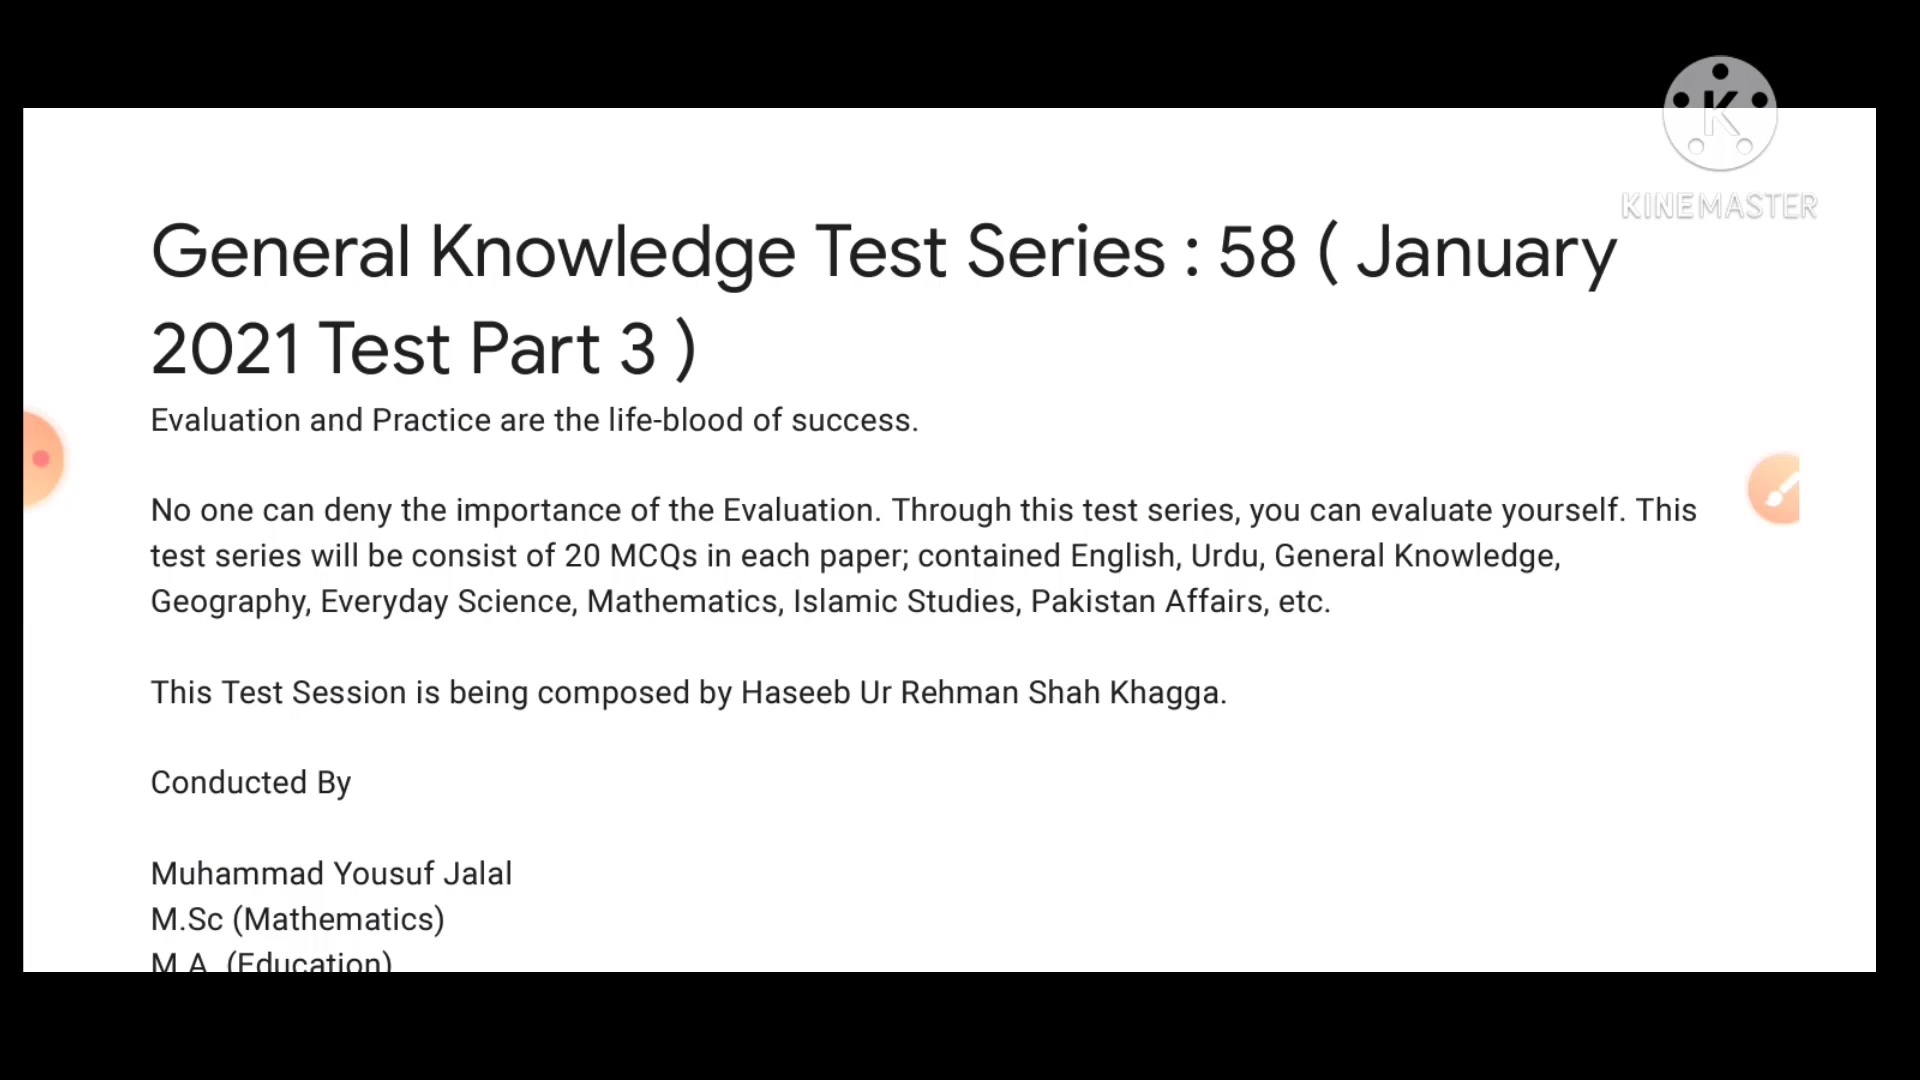 K
KINEMASTER
General Knowledge Test Series : 58 ( January
2021 Test Part 3 )
Evaluation and Practice are the life-blood of success.
No one can deny the importance of the Evaluation. Through this test series, you can evaluate yourself. This
test series will be consist of 20 MCQs in each paper; contained English, Urdu, General Knowledge,
Geography, Everyday Science, Mathematics, Islamic Studies, Pakistan Affairs, etc.
This Test Session is being composed by Haseeb Ur Rehman Shah Khagga.
Conducted By
Muhammad Yousuf Jalal
M.Sc (Mathematics)
M.A. (Education)